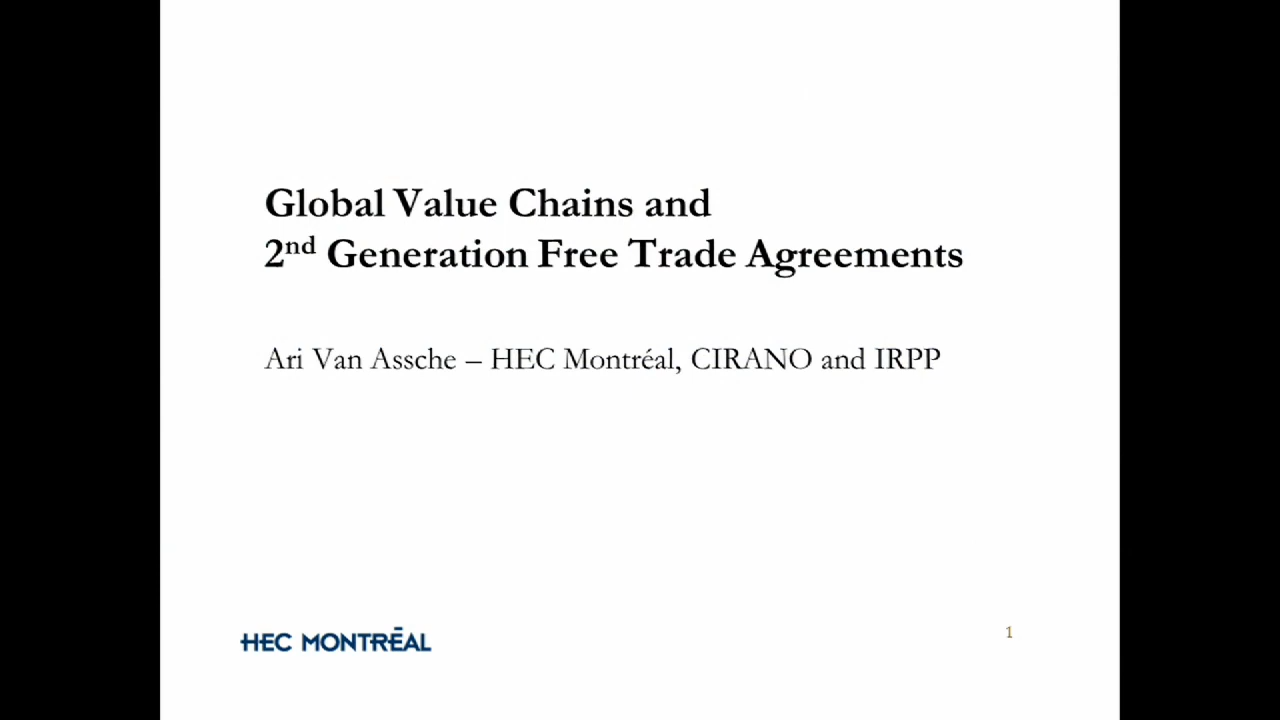 Global Value Chains and
2nd Generation Free Trade Agreements
Ari Van Assche – HEC Montréal, CIRANO and IRPP
HEC MONTRÉAL
1